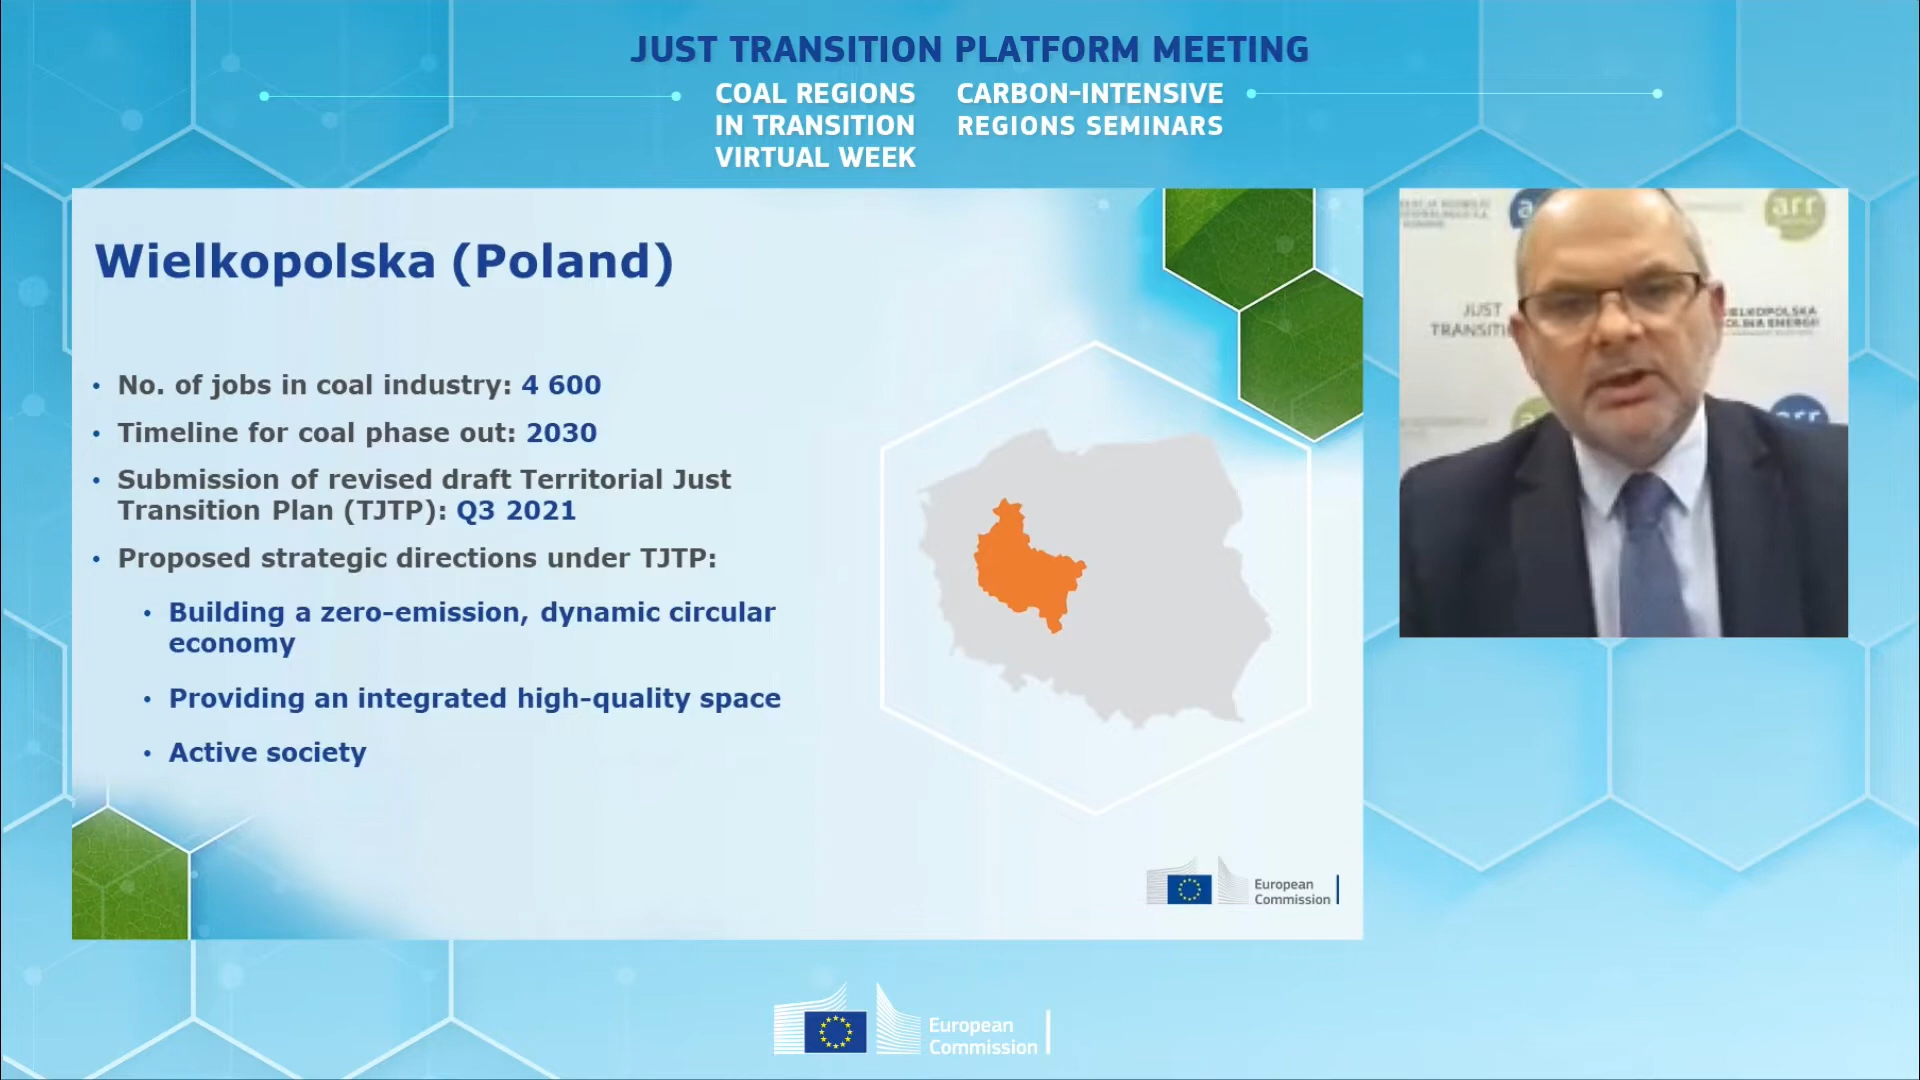 JUST TRANSITION PLATFORM MEETING
COAL REGIONS
IN TRANSITION
VIRTUAL WEEK
CARBON-INTENSIVE
REGIONS SEMINARS
Wielkopolska (Poland)
• No. of jobs in coal industry: 4 600
• Timeline for coal phase out: 2030
• Submission of revised draft Territorial Just
Transition Plan (TJTP): Q3 2021
• Proposed strategic directions under TJTP:
• Building a zero-emission, dynamic circular
economy
• Providing an integrated high-quality space
• Active society
European
Commission
arr
JUST
arr
European
Commission